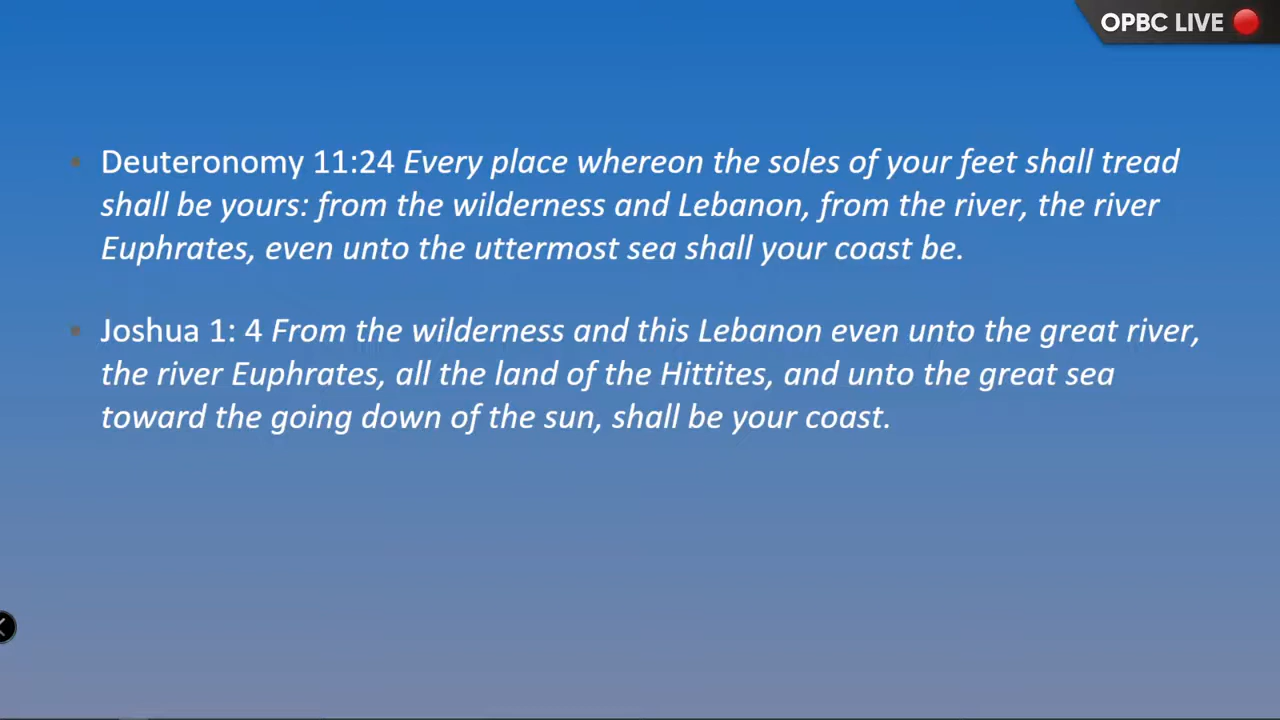 OPBC LIVE
Deuteronomy 11:24 Every place whereon the soles of your feet shall tread
shall be yours: from the wilderness and Lebanon, from the river, the river
Euphrates, even unto the uttermost sea shall your coast be.
Joshua 1: 4 From the wilderness and this Lebanon even unto the great river,
the river Euphrates, all the land of the Hittites, and unto the great sea
toward the going down of the sun, shall be your coast.